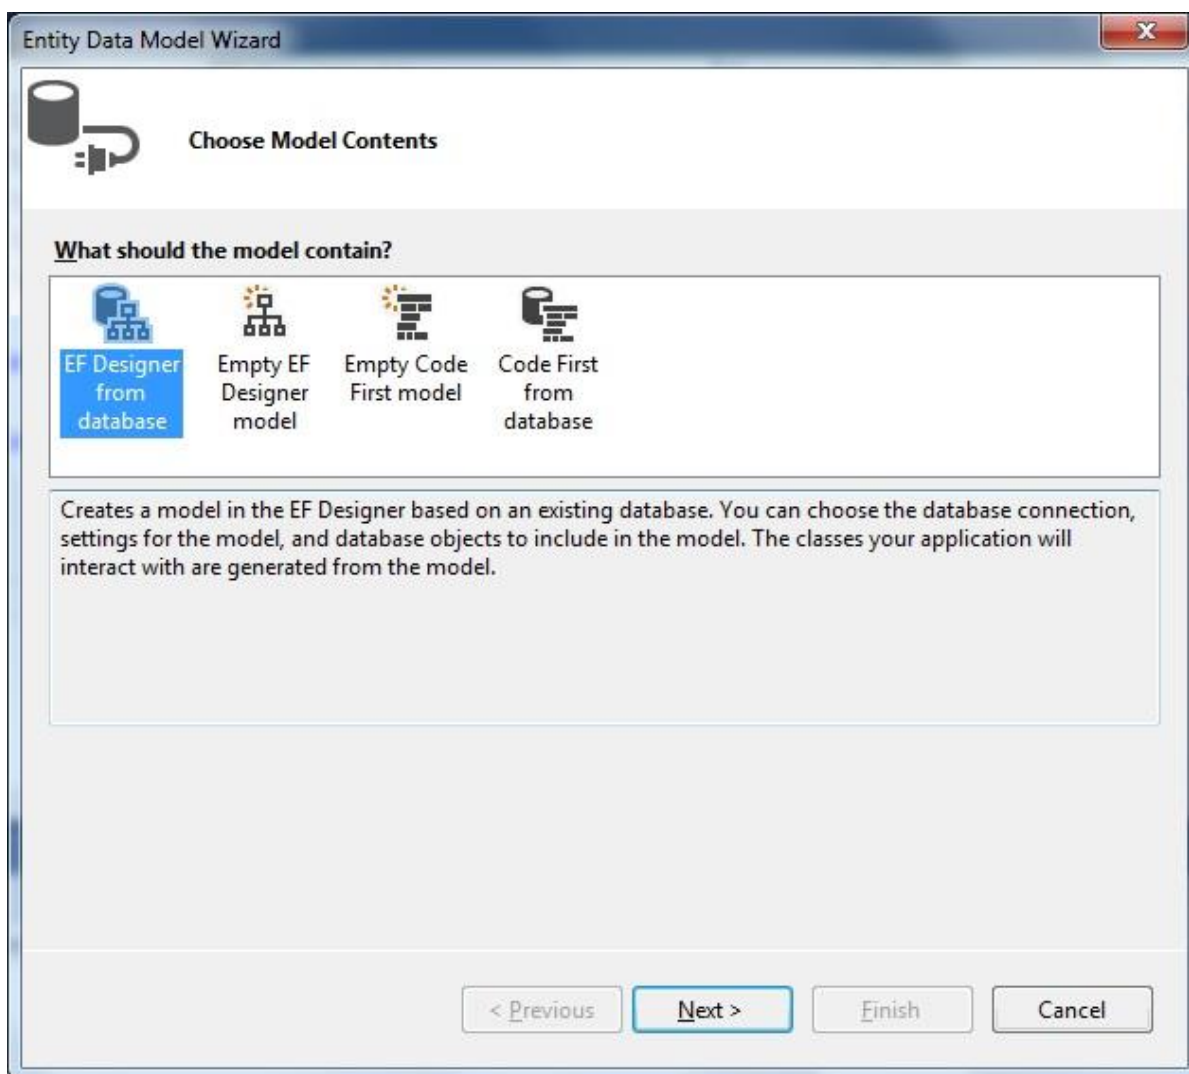 Entity Data Model Wizard
Choose Model Contents
What should the model contain?
EF Designer
from
database
Empty EF
Designer
model
Empty Code
First model
Code First
from
database
Creates a model in the EF Designer based on an existing database. You can choose the database connection,
settings for the model, and database objects to include in the model. The classes your application will
interact with are generated from the model.
< Previous
Next >
Finish
Cancel